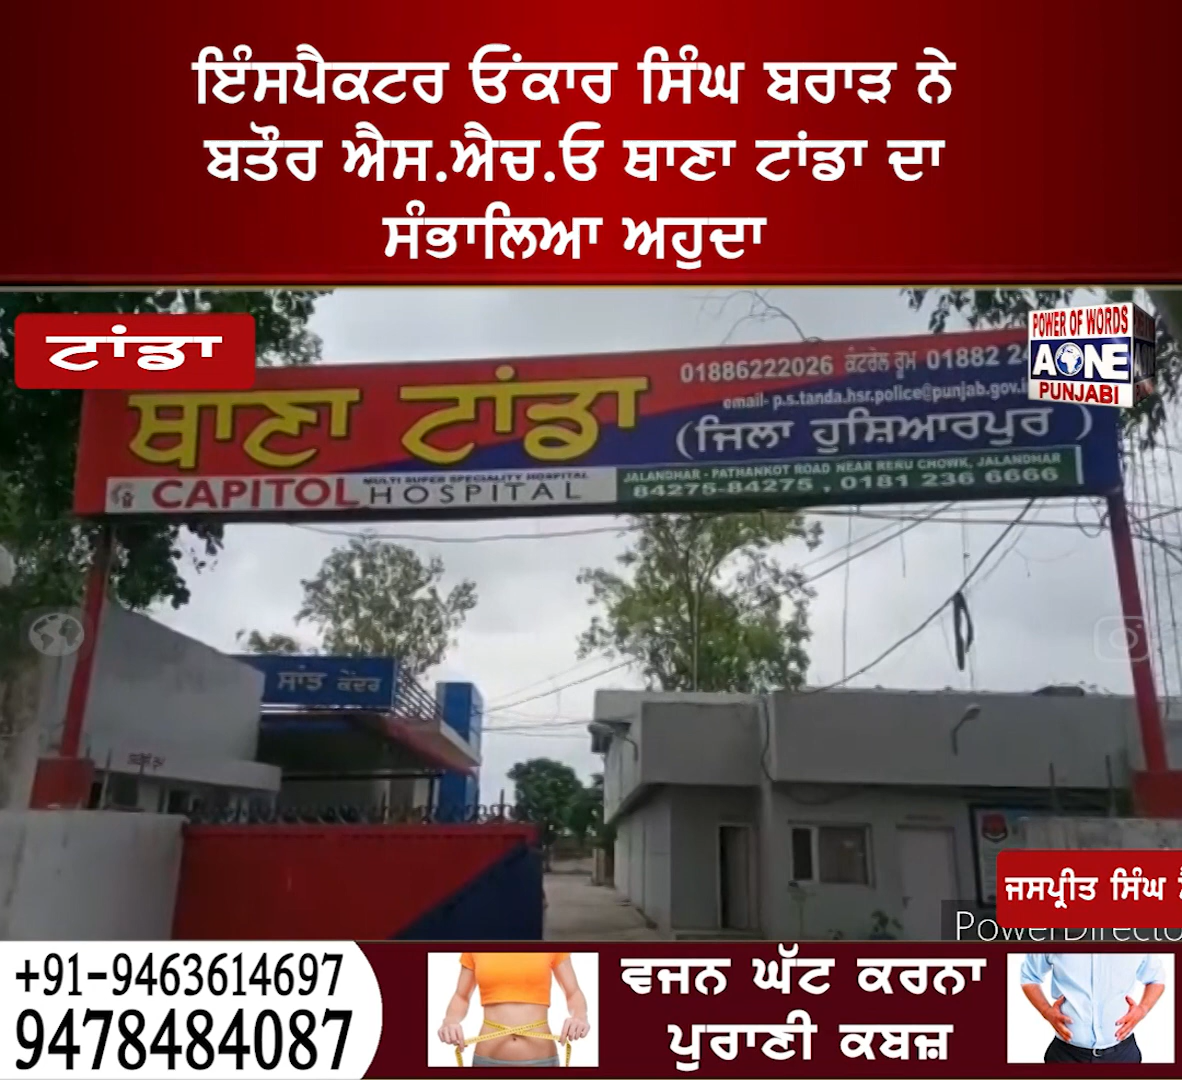 ਇੰਸਪੈਕਟਰ ਓਂਕਾਰ ਸਿੰਘ ਬਰਾੜ ਨੇ
ਬਤੌਰ ਐਸ.ਐਚ.ਓ ਥਾਣਾ ਟਾਂਡਾ ਦਾ
ਸੰਭਾਲਿਆ ਅਹੁਦਾ
ਟਾਂਡਾ
POWER OF WORDS
AONE
PUNJABI
01886222026 ਕੰਟਰੋਲ ਰੂਮ 01882
email- p.s.tanda.hsr.police@punjab.gov.
ਥਾਣਾ ਟਾਂਡਾ (ਜਿਲਾ ਹੁਸ਼ਿਆਰਪੁਰ )
MULTI SUPER SPECIALITY HOSPITAL
CAPITOL HOSPITAL
JALANDHAR - PATHANKOT ROAD NEAR RERU CHOWK, JALANDHAR
84275-84275 , 0181 236 6666
ਸਾਂਝ ਕੇਂਦਰ
ਜਸਪ੍ਰੀਤ ਸਿੰਘ
PowerDirecto
+91-9463614697
9478484087
ਵਜਨ ਘੱਟ ਕਰਨਾ
ਪੁਰਾਣੀ ਕਬਜ਼